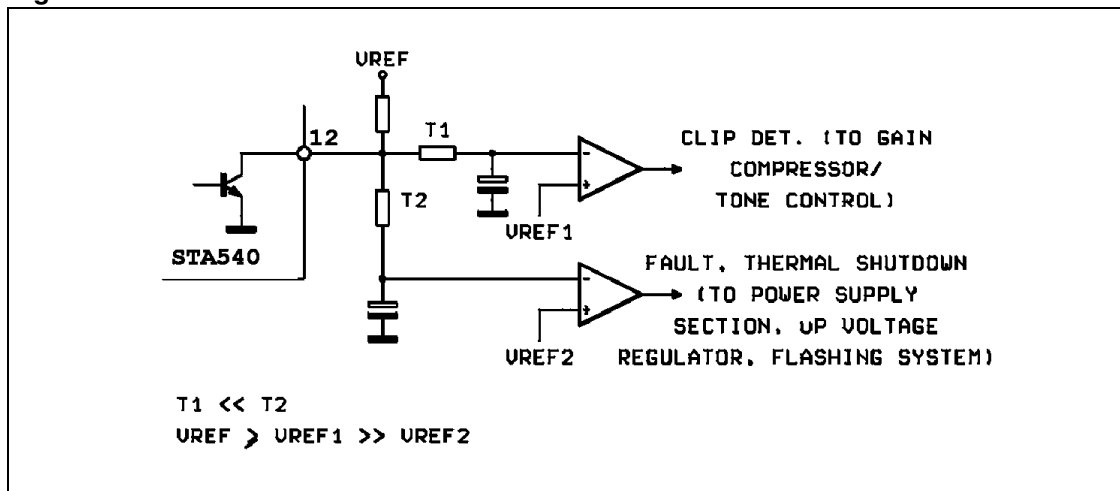 VREF
12
T1
CLIP DET. (TO GAIN
COMPRESSOR/
TONE CONTROL)
-
+
T2
VREF1
STA540
FAULT, THERMAL SHUTDOWN
(TO POWER SUPPLY
SECTION, uP VOLTAGE
REGULATOR, FLASHING SYSTEM)
-
+
VREF2
T1 << T2
VREF > VREF1 >> VREF2